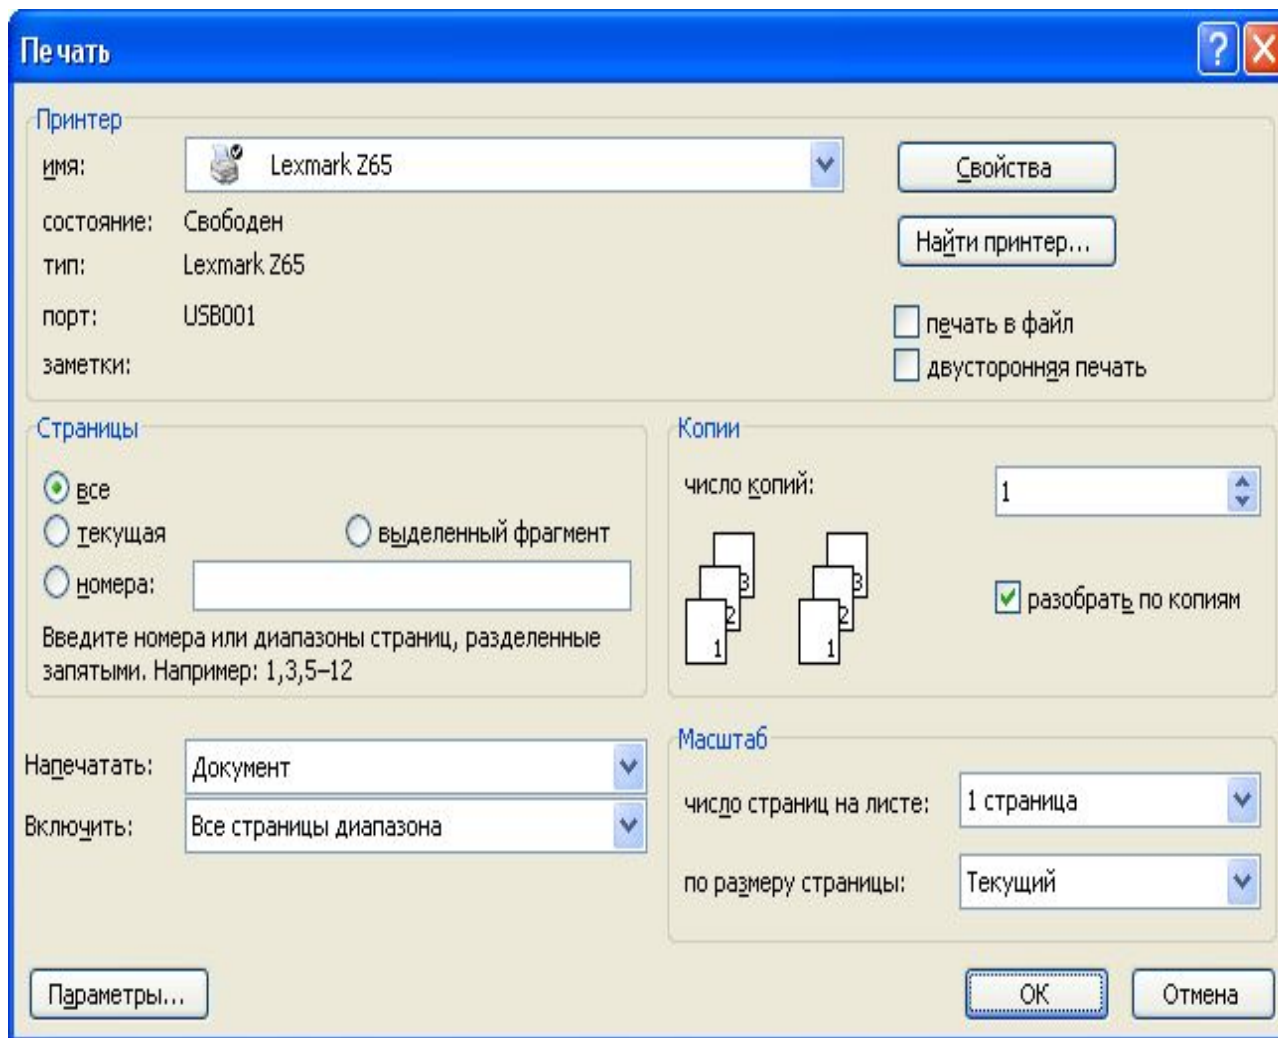 Печать
Принтер
имя: Lexmark Z65 Свойства
состояние: Свободен
Найти принтер...
тип: Lexmark Z65
порт: USB001
печать в файл
заметки:
двусторонняя печать
Страницы
все
текущая выделенный фрагмент
номера:
Введите номера или диапазоны страниц, разделенные
запятыми. Например: 1,3,5–12
Копии
число копий: 1
3 3
2 2
1 1
разобрать по копиям
Напечатать: Документ
Включить: Все страницы диапазона
Масштаб
число страниц на листе: 1 страница
по размеру страницы: Текущий
Параметры... ОК Отмена